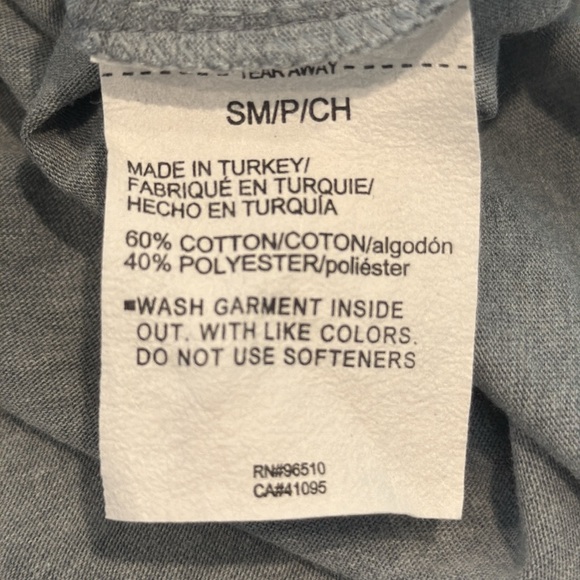 TEAR AWAY
SM/P/CH
MADE IN TURKEY/
FABRIQUÉ EN TURQUIE/
HECHO EN TURQUÍA
60% COTTON/COTON/algodón
40% POLYESTER/poliéster
▪WASH GARMENT INSIDE
OUT. WITH LIKE COLORS.
DO NOT USE SOFTENERS
RN#96510
CA#41095